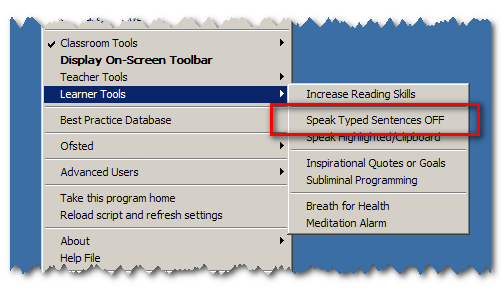 Classroom Tools
Display On-Screen Toolbar
Teacher Tools
Learner Tools
Best Practice Database
Ofsted
Advanced Users
Take this program home
Reload script and refresh settings
About
Help File
Increase Reading Skills
Speak Typed Sentences OFF
Speak Highlighted/Clipboard
Inspirational Quotes or Goals
Subliminal Programming
Breath for Health
Meditation Alarm